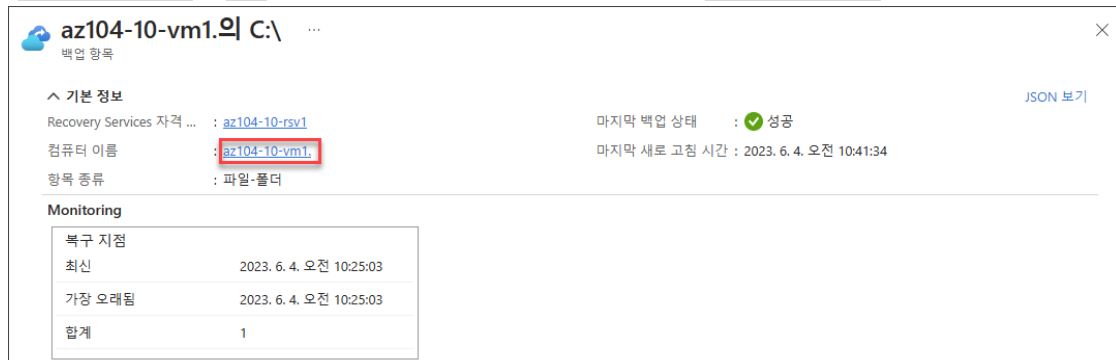 az104-10-vm1.의 C:\ ...
백업 항목
기본 정보
JSON 보기
Recovery Services 자격 ... : az104-10-rsv1
마지막 백업 상태 : 성공
컴퓨터 이름 : az104-10-vm1.
마지막 새로 고침 시간 : 2023. 6. 4. 오전 10:41:34
항목 종류 : 파일-폴더
Monitoring
복구 지점
최신 2023. 6. 4. 오전 10:25:03
가장 오래됨 2023. 6. 4. 오전 10:25:03
합계 1